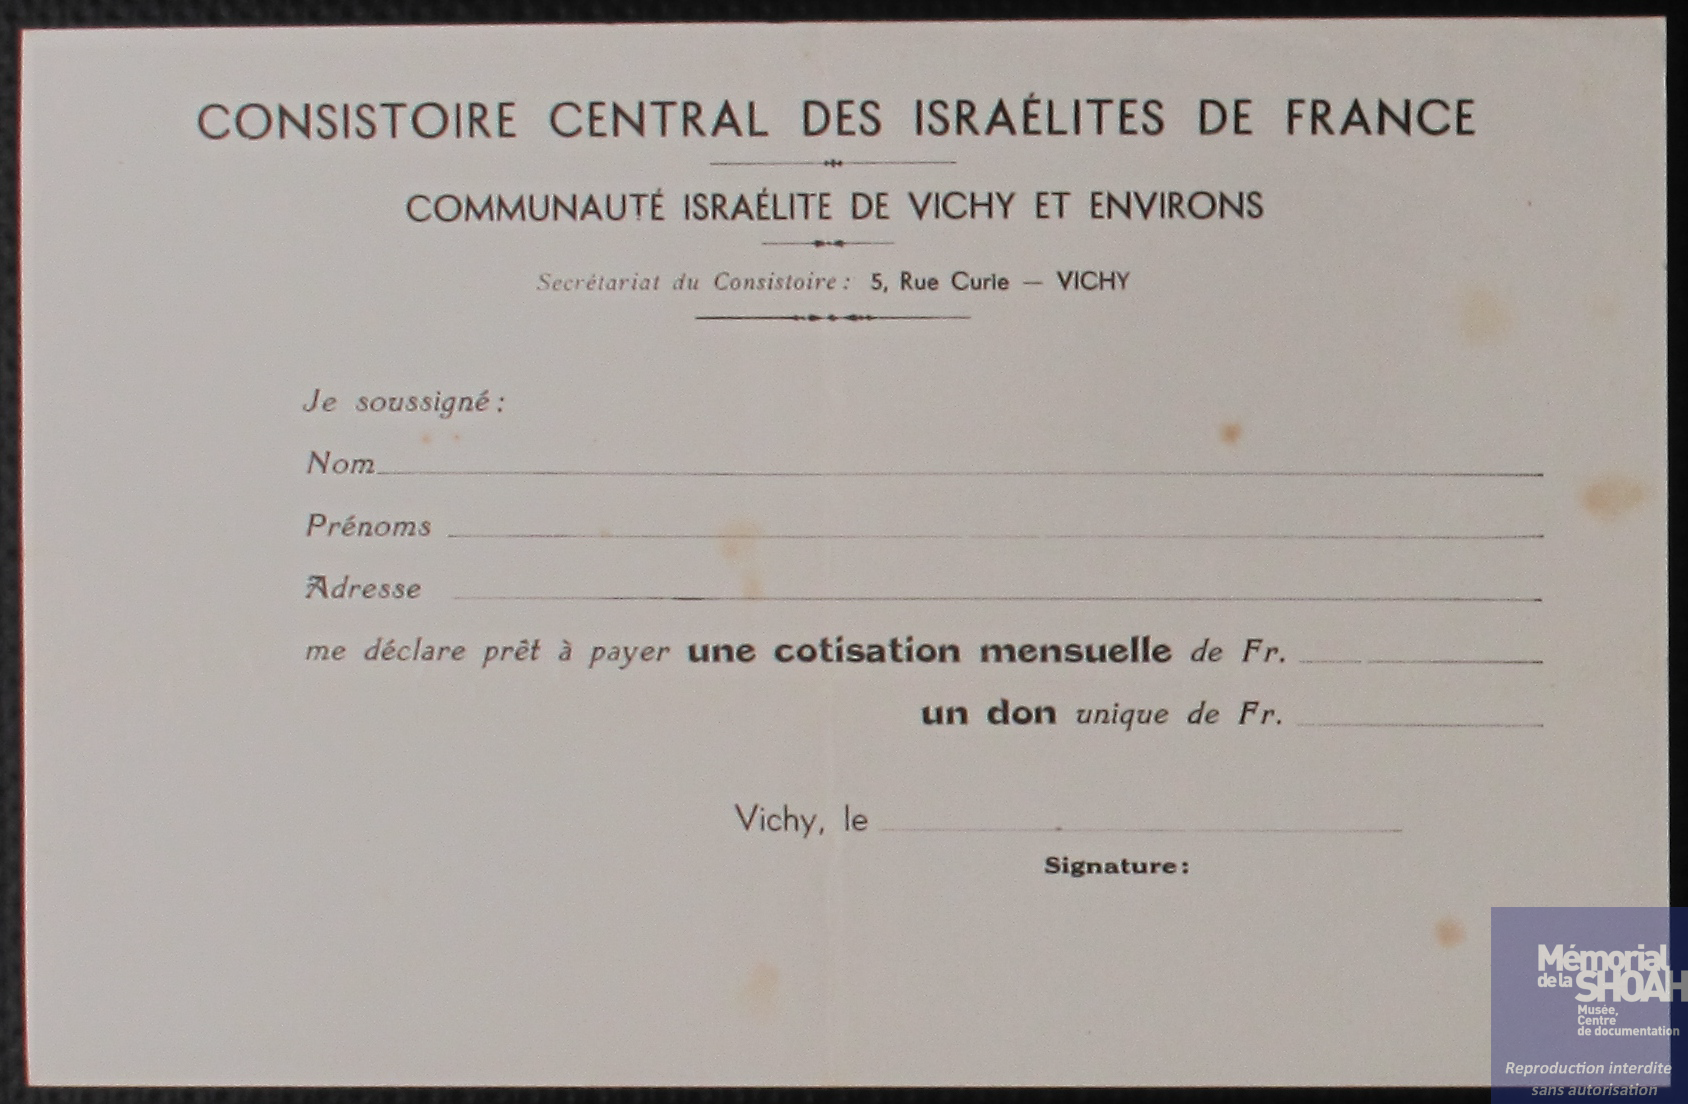 CONSISTOIRE CENTRAL DES ISRAÉLITES DE FRANCE
COMMUNAUTÉ ISRAÉLITE DE VICHY ET ENVIRONS
Secrétariat du Consistoire : 5, Rue Curie — VICHY
Je soussigné :
Nom
Prénoms
Adresse
me déclare prêt à payer une cotisation mensuelle de Fr.
un don unique de Fr.
Vichy, le
Signature :
Mémorial
de la SHOAH
Musée,
Centre
de documentation
Reproduction interdite
sans autorisation